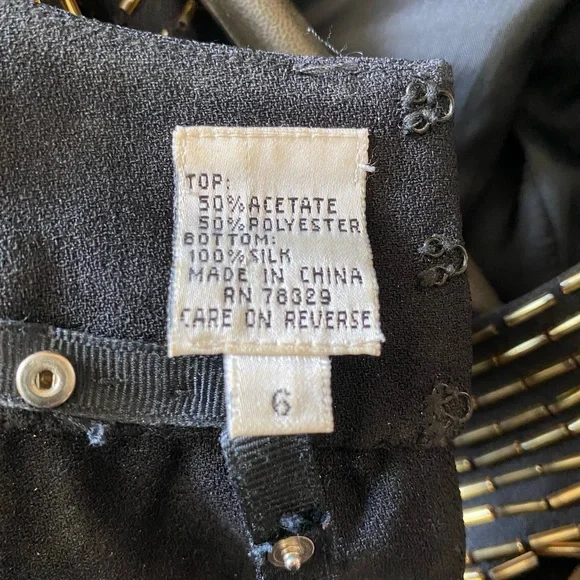 TOP:
50% ACETATE
50% POLYESTER
BOTTOM:
100% SILK
MADE IN CHINA
RN 78329
CARE ON REVERSE
6